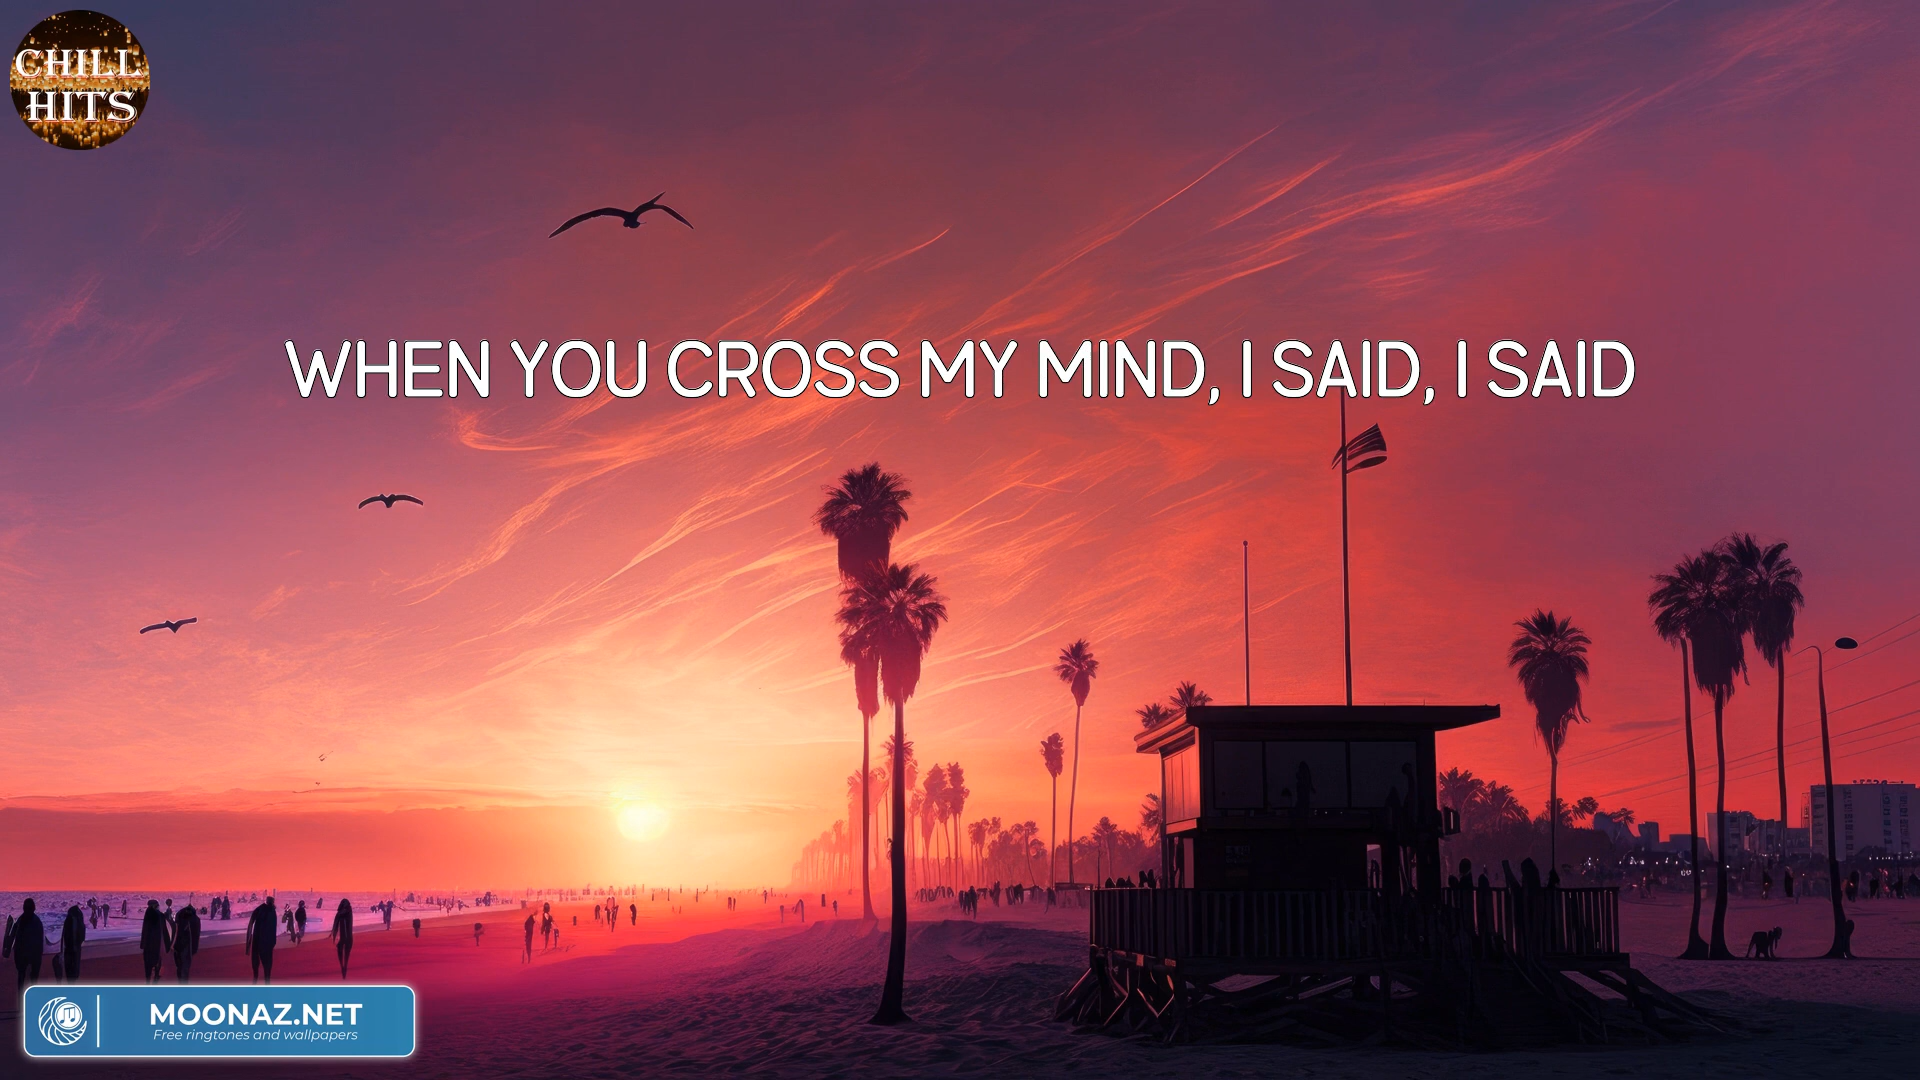 CHILL
HITS
WHEN YOU CROSS MY MIND, I SAID, I SAID
MOONAZ.NET
Free ringtones and wallpapers